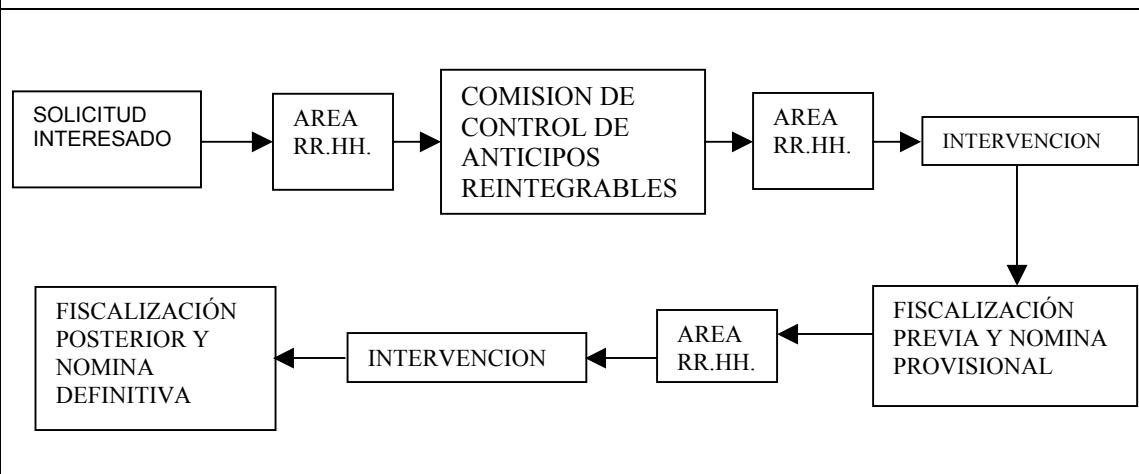 SOLICITUD
INTERESADO
AREA
RR.HH.
COMISION DE
CONTROL DE
ANTICIPOS
REINTEGRABLES
AREA
RR.HH.
INTERVENCION
FISCALIZACIÓN
PREVIA Y NOMINA
PROVISIONAL
AREA
RR.HH.
INTERVENCION
FISCALIZACIÓN
POSTERIOR Y
NOMINA
DEFINITIVA